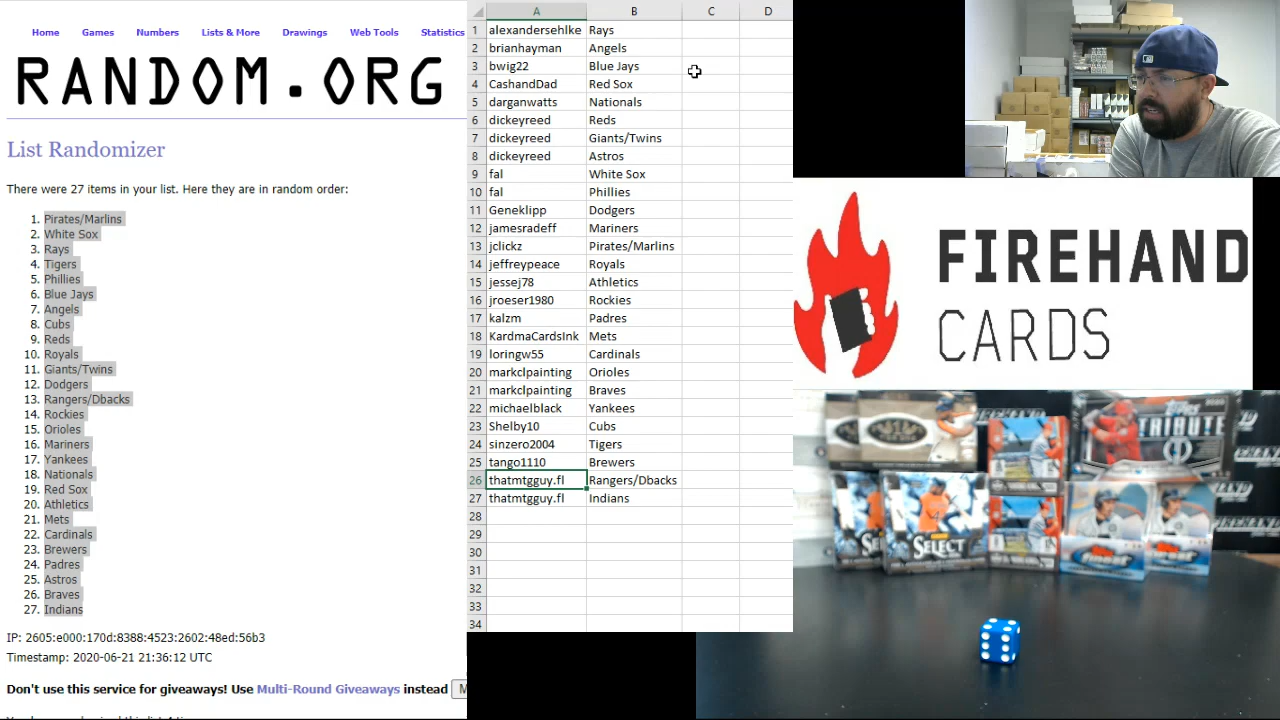 Home Games Numbers Lists & More Drawings Web Tools Statistics
RANDOM.ORG
List Randomizer
There were 27 items in your list. Here they are in random order:
1. Pirates/Marlins
2. White Sox
3. Rays
4. Tigers
5. Phillies
6. Blue Jays
7. Angels
8. Cubs
9. Reds
10. Royals
11. Giants/Twins
12. Dodgers
13. Rangers/Dbacks
14. Rockies
15. Orioles
16. Mariners
17. Yankees
18. Nationals
19. Red Sox
20. Athletics
21. Mets
22. Cardinals
23. Brewers
24. Padres
25. Astros
26. Braves
27. Indians
IP: 2605:e000:170d:8388:4523:2602:48ed:56b3
Timestamp: 2020-06-21 21:36:12 UTC
Don't use this service for giveaways! Use Multi-Round Giveaways instead
A B C D
1 alexandersehlke Rays
2 brianhayman Angels
3 bwig22 Blue Jays
4 CashandDad Red Sox
5 darganwatts Nationals
6 dickeyreed Reds
7 dickeyreed Giants/Twins
8 dickeyreed Astros
9 fal White Sox
10 fal Phillies
11 Geneklipp Dodgers
12 jamesradeff Mariners
13 jclickz Pirates/Marlins
14 jeffreypeace Royals
15 jessej78 Athletics
16 jroeser1980 Rockies
17 kalzm Padres
18 KardmaCardsInk Mets
19 loringw55 Cardinals
20 markclpainting Orioles
21 markclpainting Braves
22 michaelblack Yankees
23 Shelby10 Cubs
24 sinzero2004 Tigers
25 tango1110 Brewers
26 thatmtgguy.fl Rangers/Dbacks
27 thatmtgguy.fl Indians
28
29
30
31
32
33
34
FIREHAND
CARDS
TRIBUTE
SELECT
finest